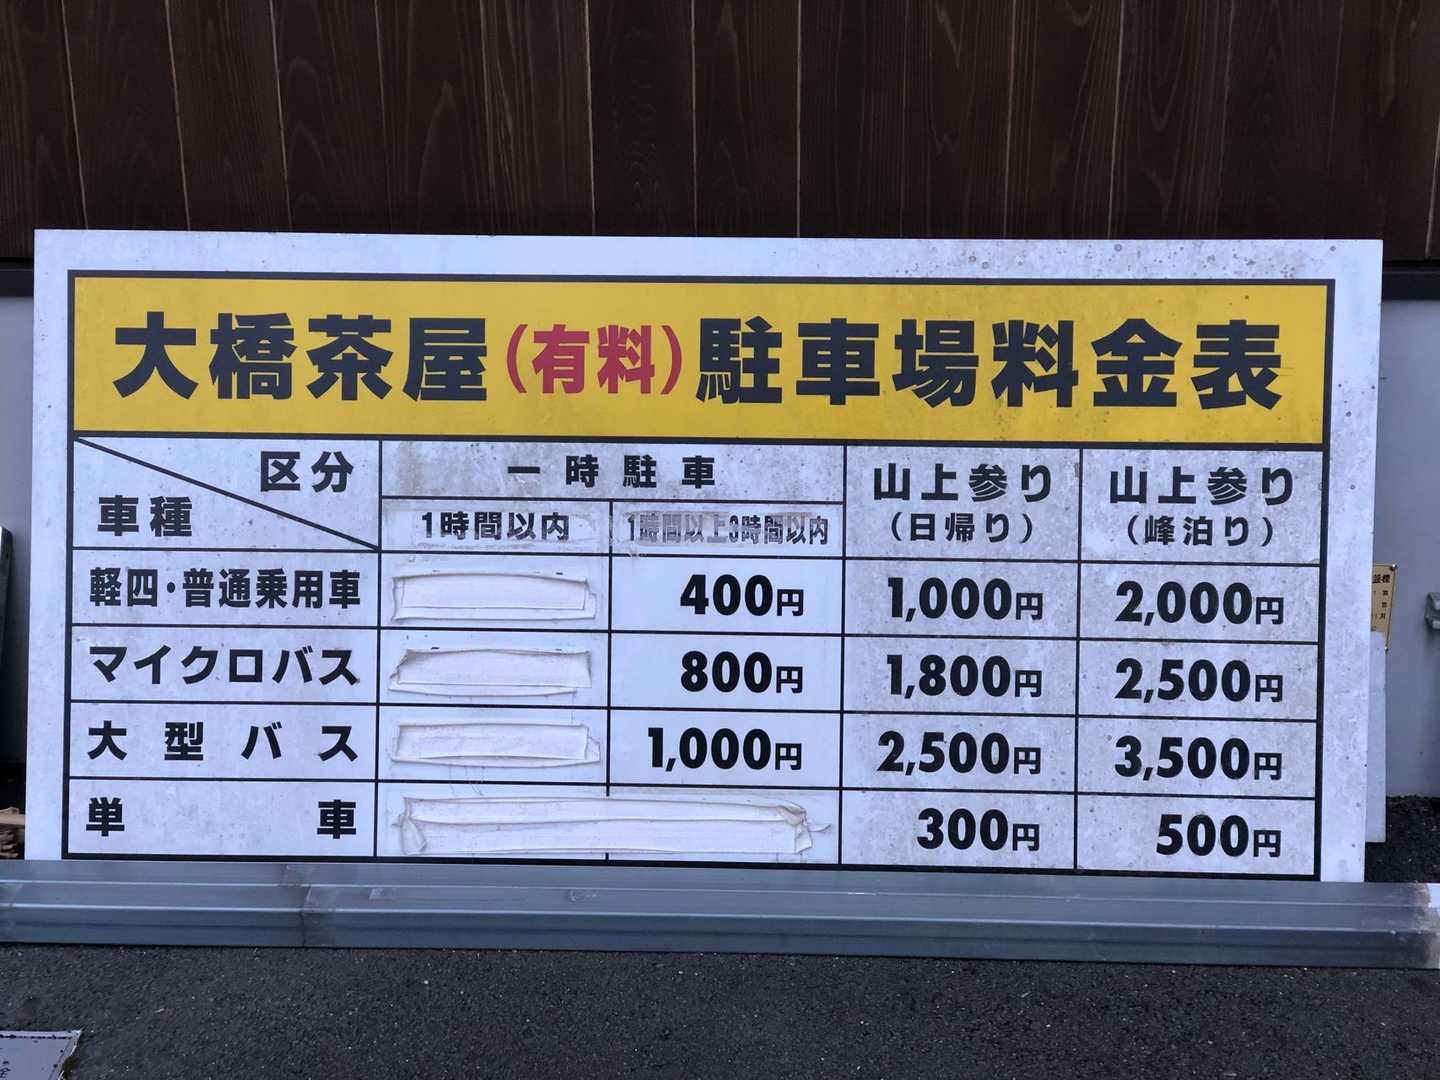 大橋茶屋(有料)駐車場料金表
区分
車種
一時駐車
1時間以内
1時間以上3時間以内
山上参り
(日帰り)
山上参り
(峰泊り)
軽四・普通乗用車 400円 1,000円 2,000円
マイクロバス 800円 1,800円 2,500円
大型バス 1,000円 2,500円 3,500円
単車 300円 500円